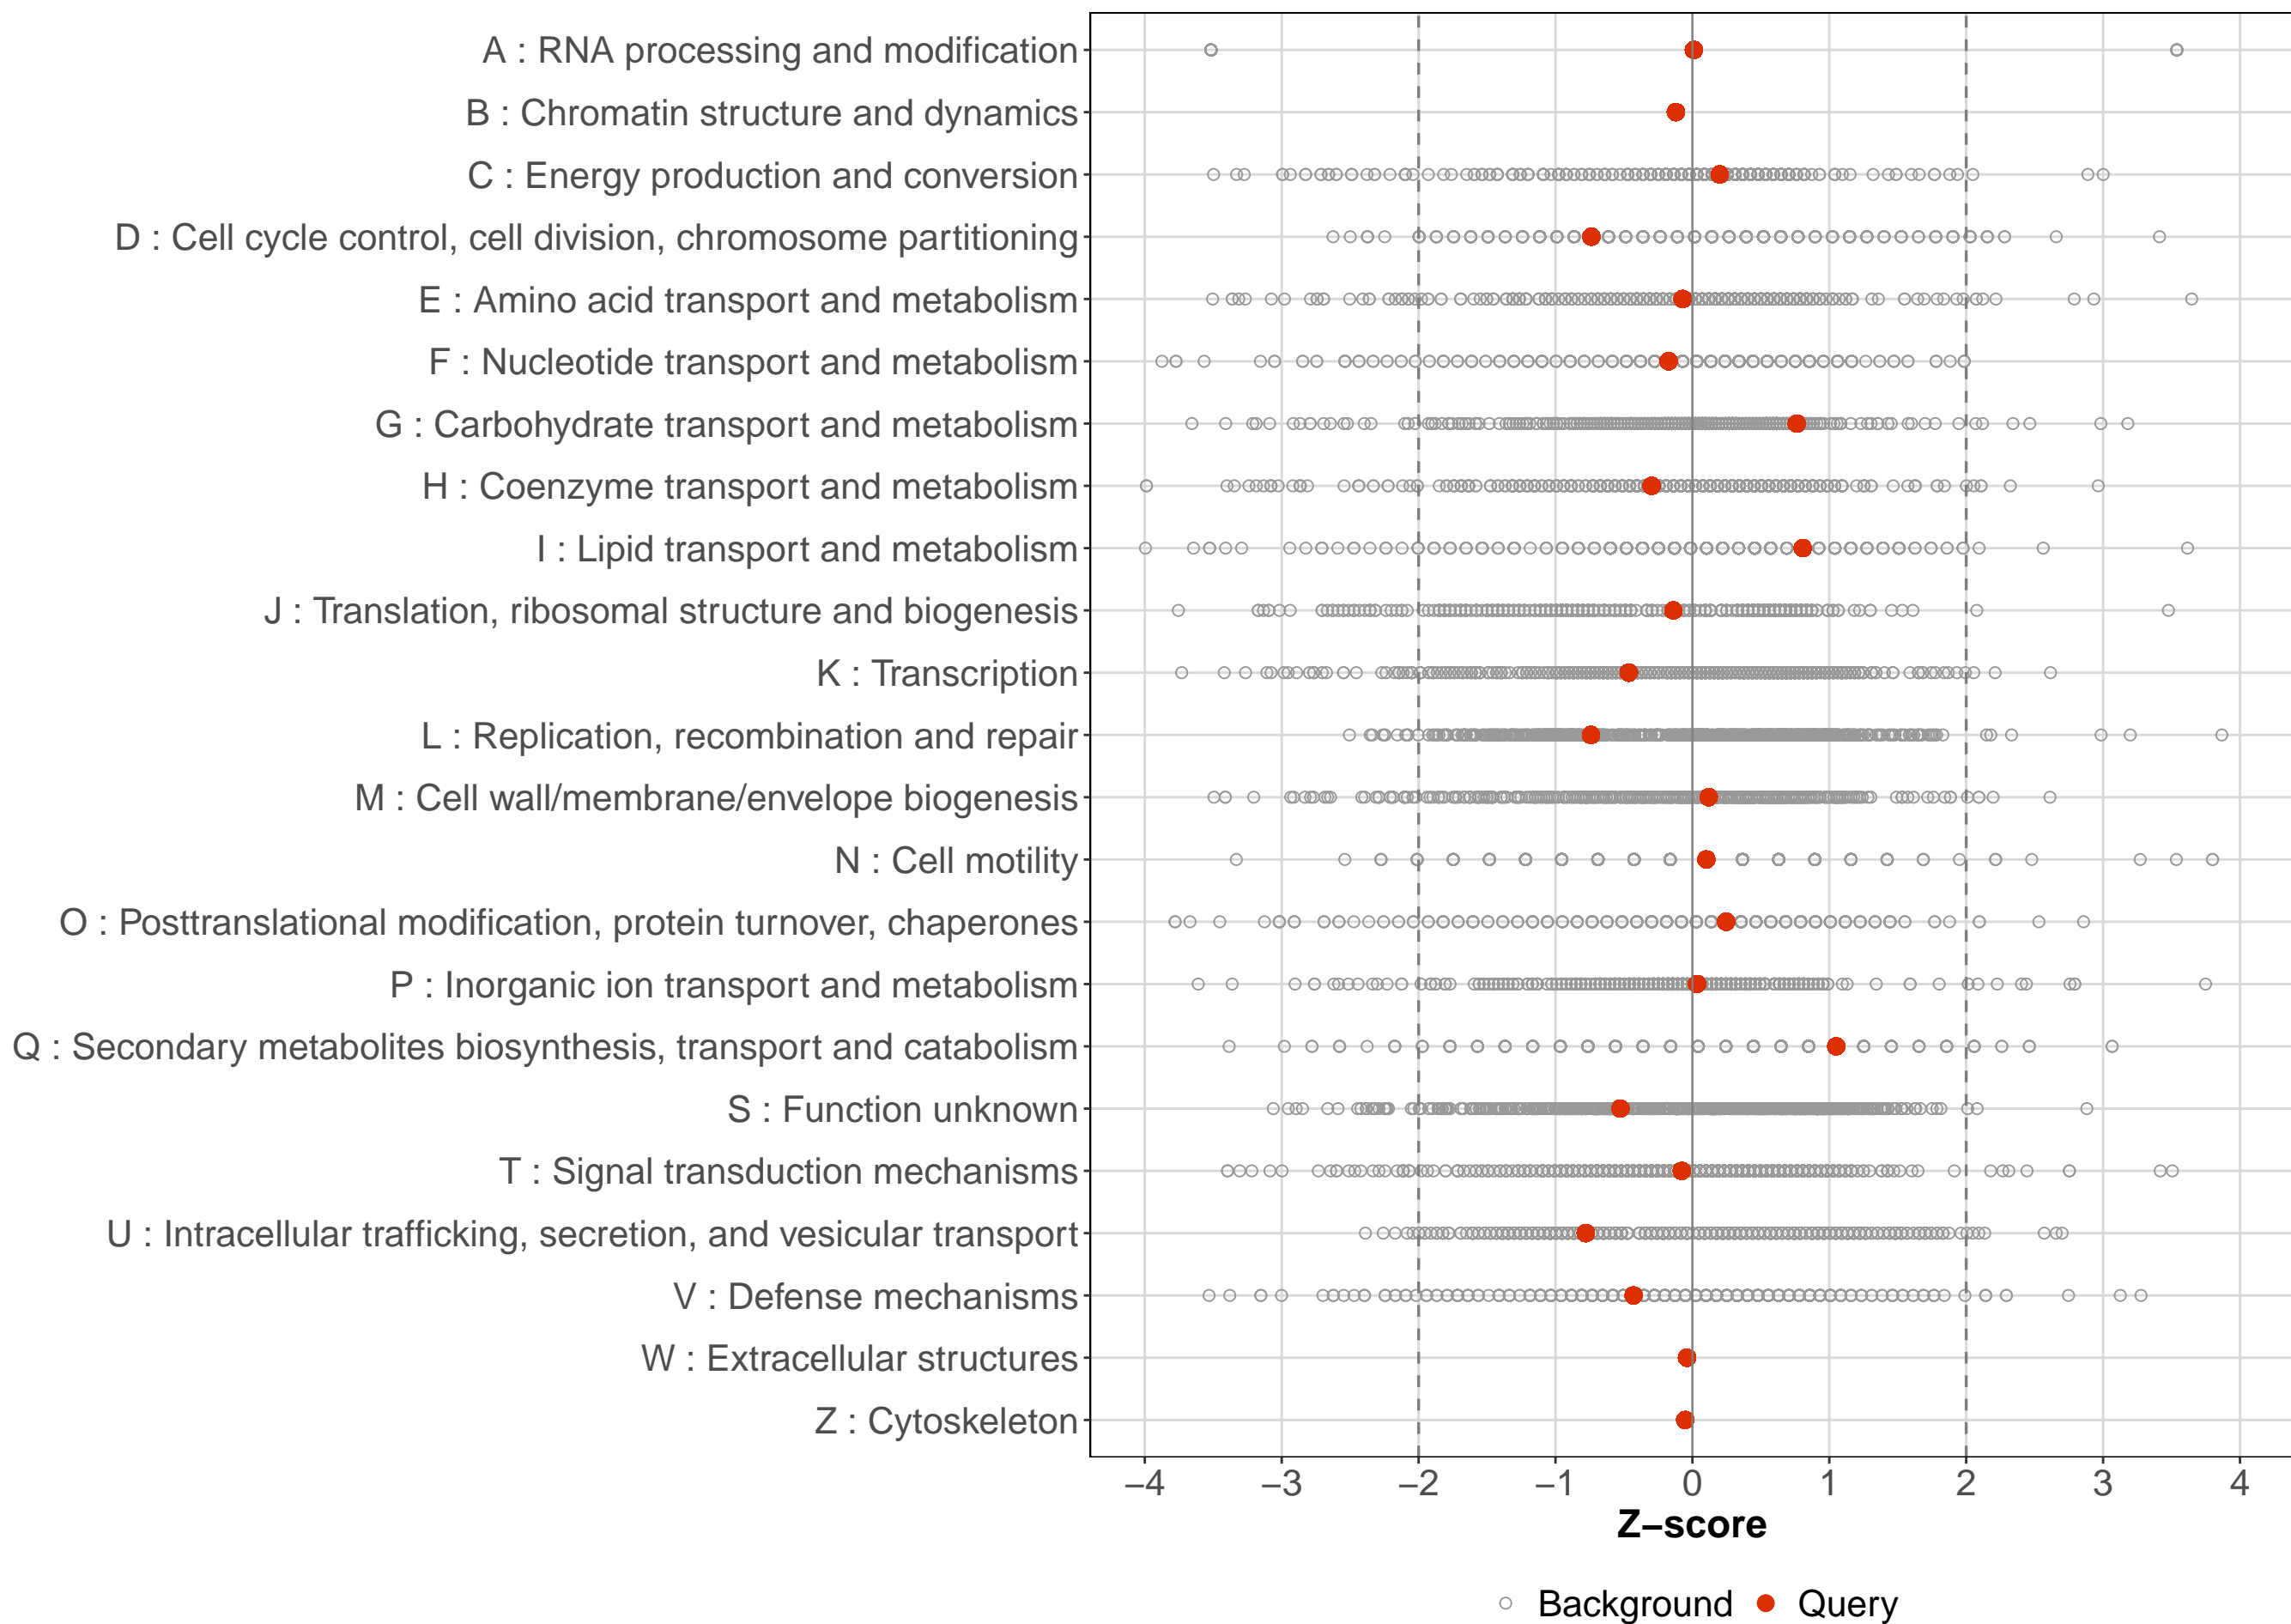 A : RNA processing and modification
B : Chromatin structure and dynamics
C : Energy production and conversion
D : Cell cycle control, cell division, chromosome partitioning
E : Amino acid transport and metabolism
F : Nucleotide transport and metabolism
G : Carbohydrate transport and metabolism
H : Coenzyme transport and metabolism
I : Lipid transport and metabolism
J : Translation, ribosomal structure and biogenesis
K : Transcription
L : Replication, recombination and repair
M : Cell wall/membrane/envelope biogenesis
N : Cell motility
O : Posttranslational modification, protein turnover, chaperones
P : Inorganic ion transport and metabolism
Q : Secondary metabolites biosynthesis, transport and catabolism
S : Function unknown
T : Signal transduction mechanisms
U : Intracellular trafficking, secretion, and vesicular transport
V : Defense mechanisms
W : Extracellular structures
Z : Cytoskeleton
−4 −3 −2 −1 0 1 2 3 4
Z−score
Background Query